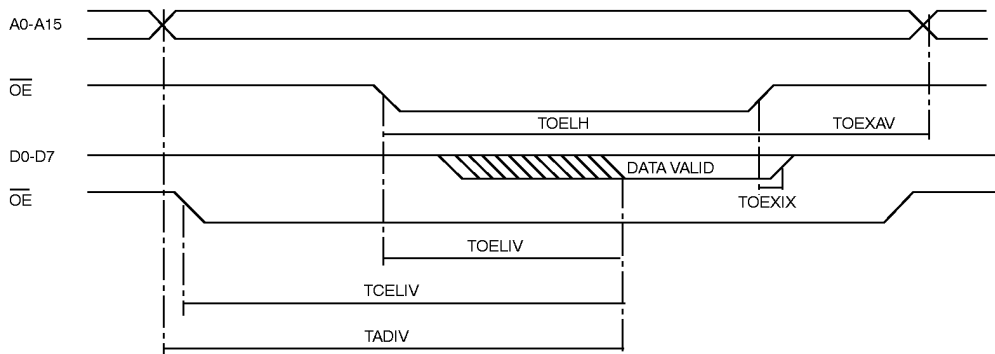 A0-A15
OE
TOELH
TOEXAV
D0-D7
DATA VALID
OE
TOEXIX
TOELIV
TCELIV
TADIV